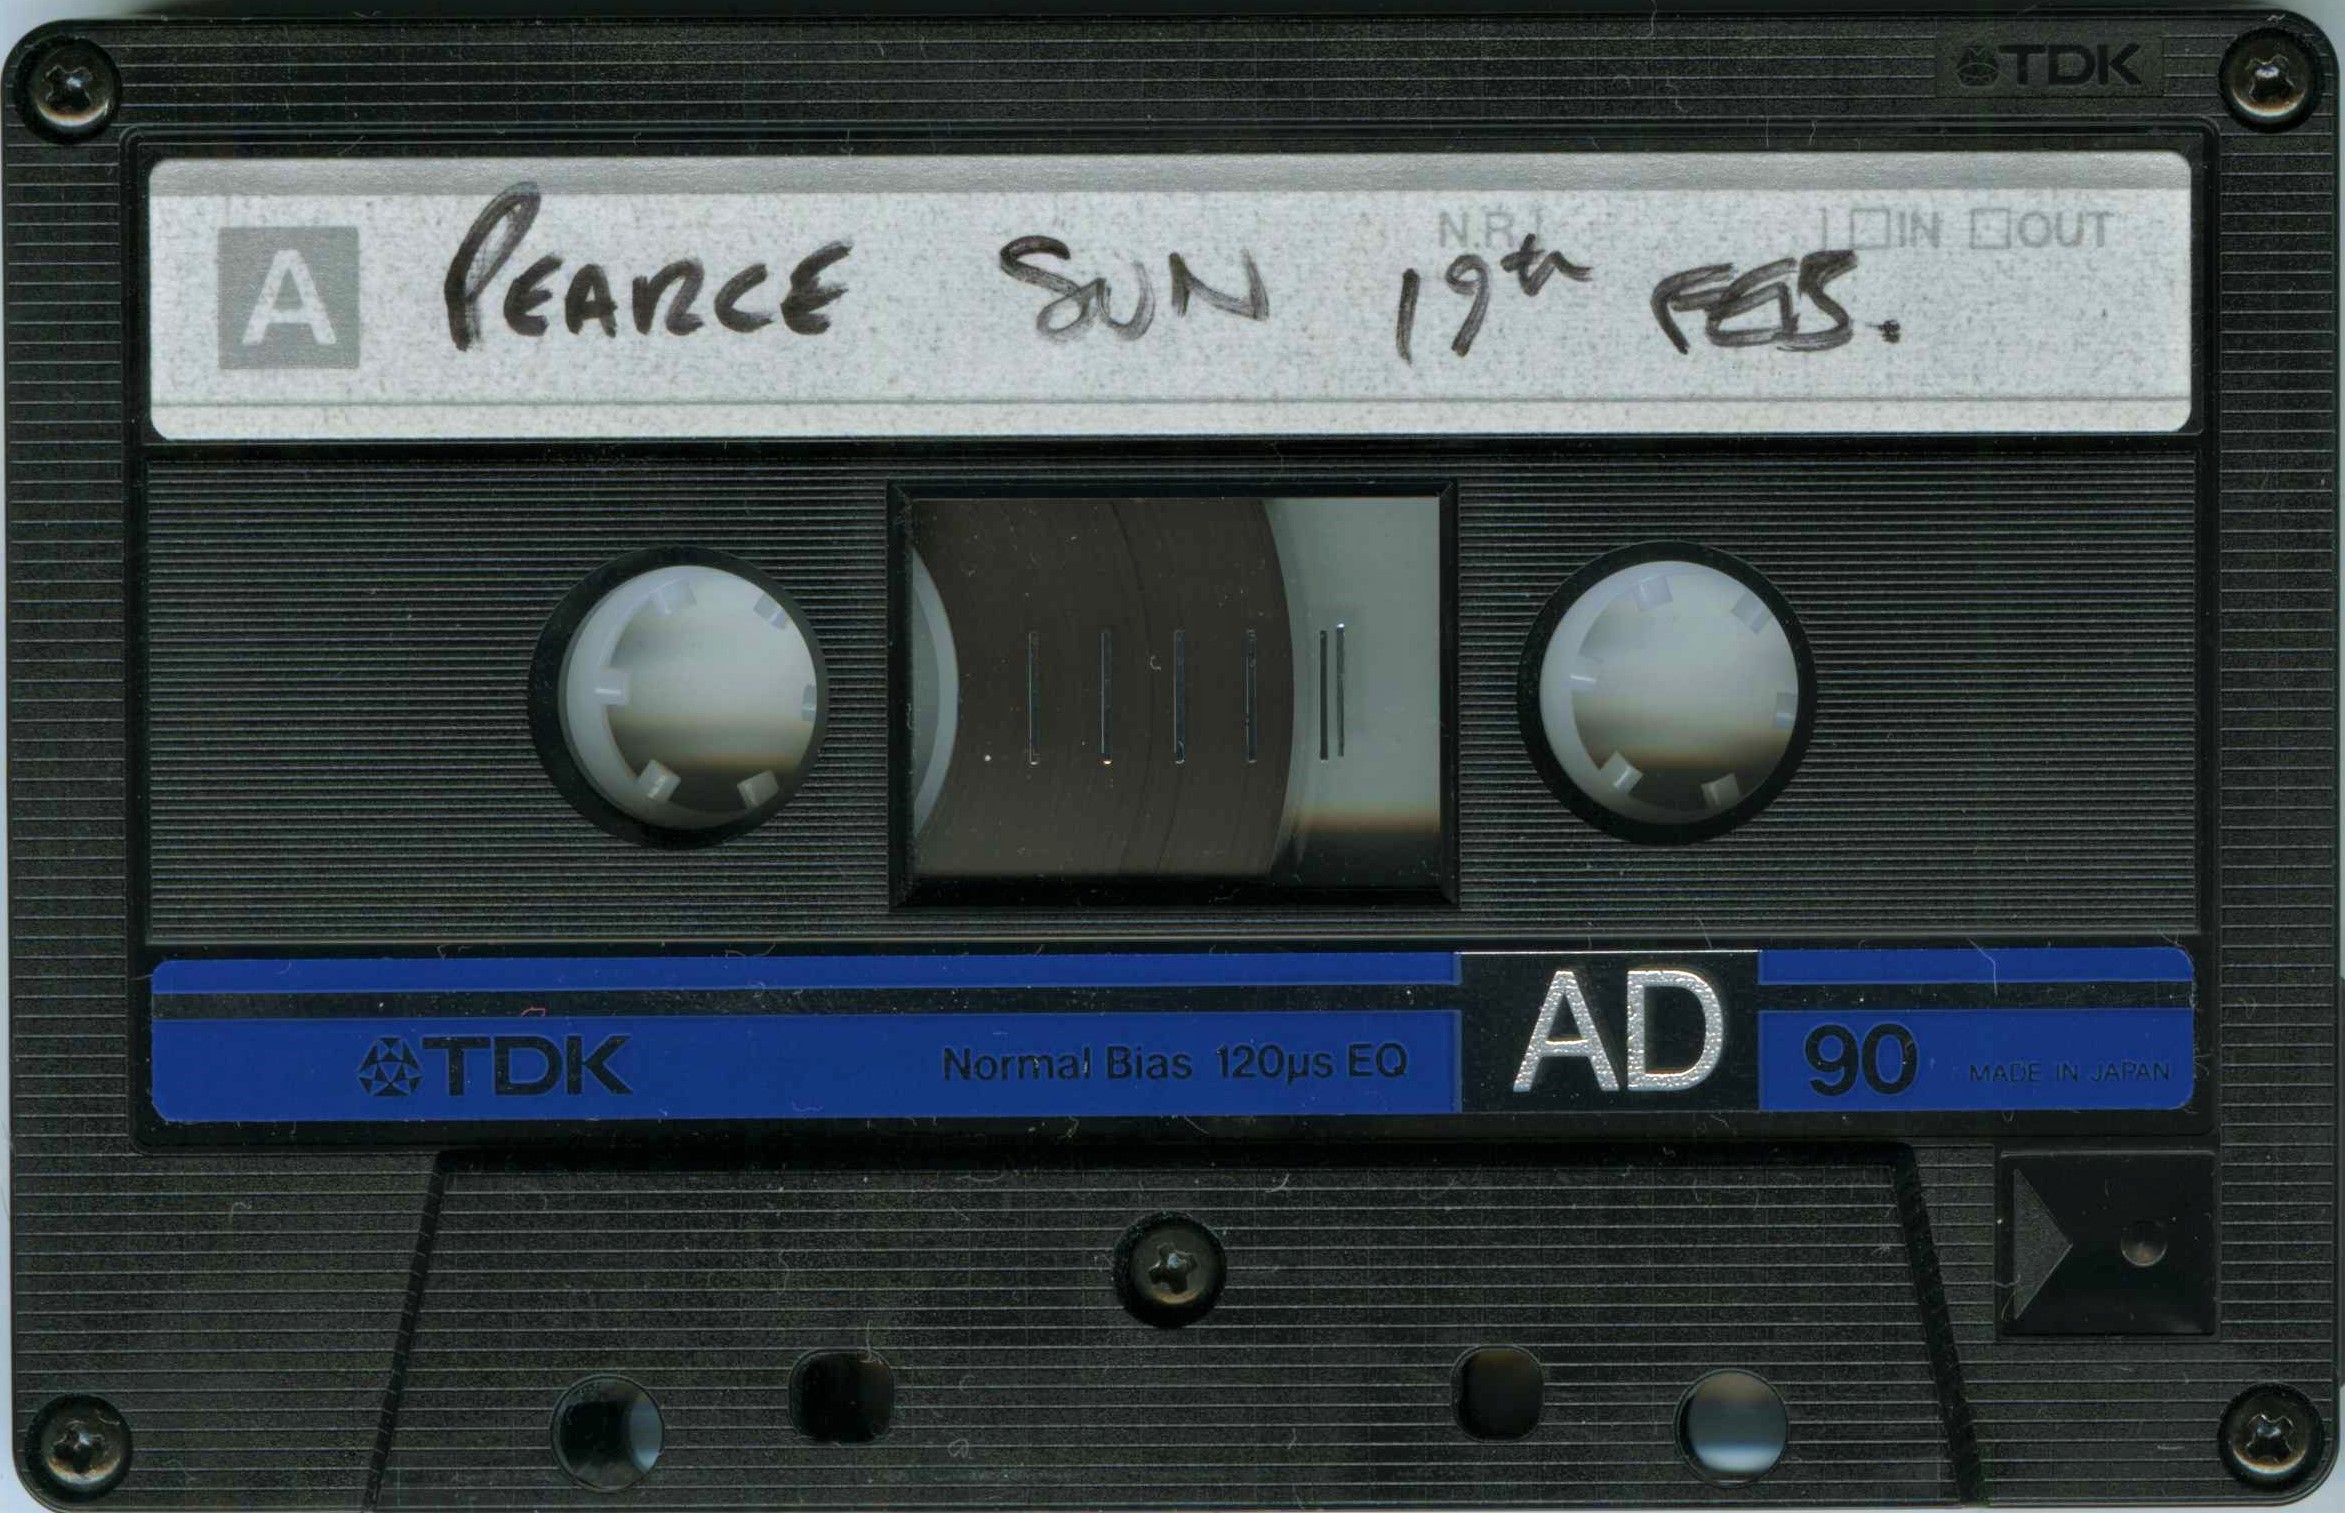 TDK
N.R. IN OUT
A PEARCE SUN 19th FEB.
TDK Normal Bias 120µs EQ AD 90 MADE IN JAPAN